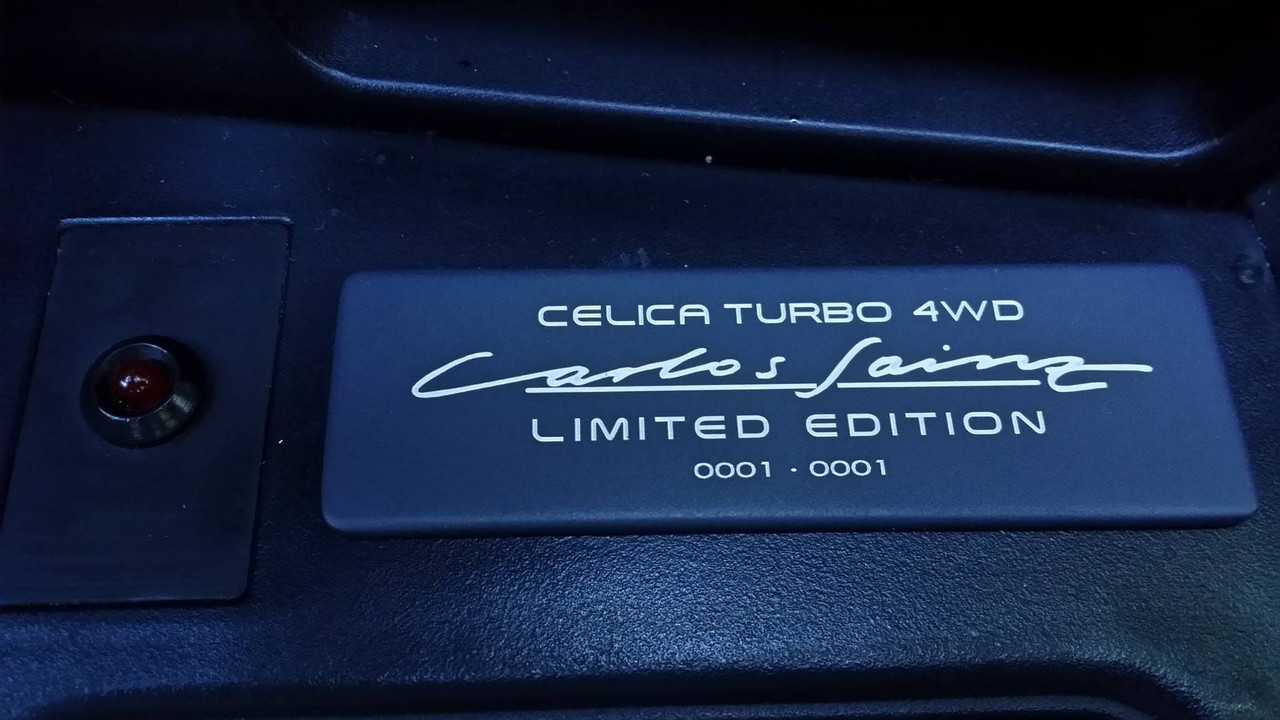 CELICA TURBO 4WD
Carlos Sainz
LIMITED EDITION
0001 · 0001